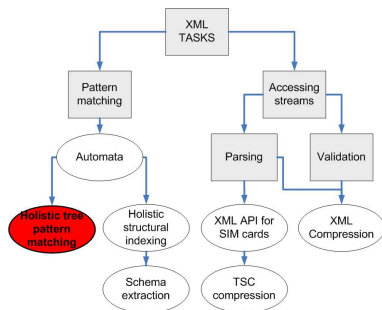 XML
TASKS
Pattern
matching
Accessing
streams
Automata
Parsing
Validation
Holistic tree
pattern
matching
Holistic
structural
indexing
XML API for
SIM cards
XML
Compression
Schema
extraction
TSC
compression